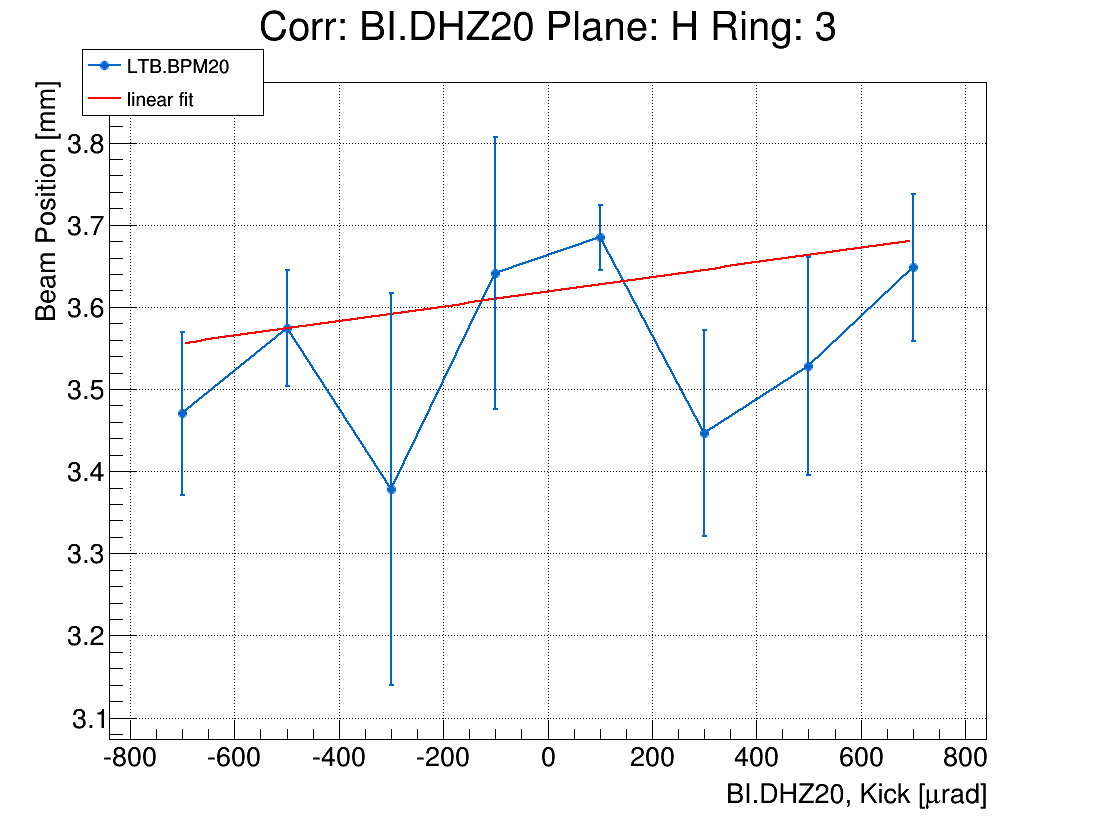 Corr: BI.DHZ20 Plane: H Ring: 3
LTB.BPM20
linear fit
Beam Position [mm]
3.8
3.7
3.6
3.5
3.4
3.3
3.2
3.1
-800 -600 -400 -200 0 200 400 600 800
BI.DHZ20, Kick [μrad]